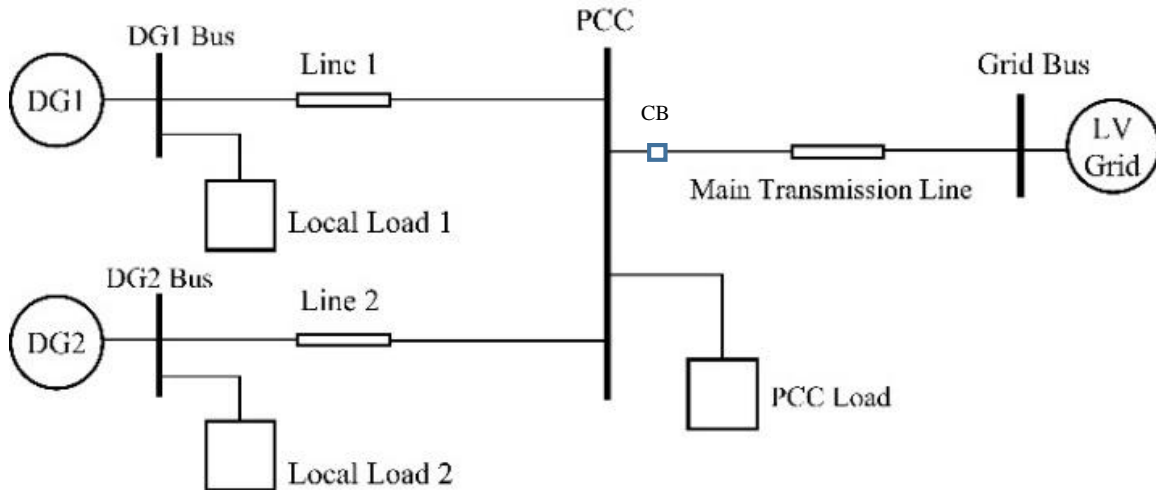 PCC
DG1 Bus
Line 1
Grid Bus
DG1
CB
LV
Grid
Main Transmission Line
Local Load 1
DG2 Bus
Line 2
DG2
PCC Load
Local Load 2